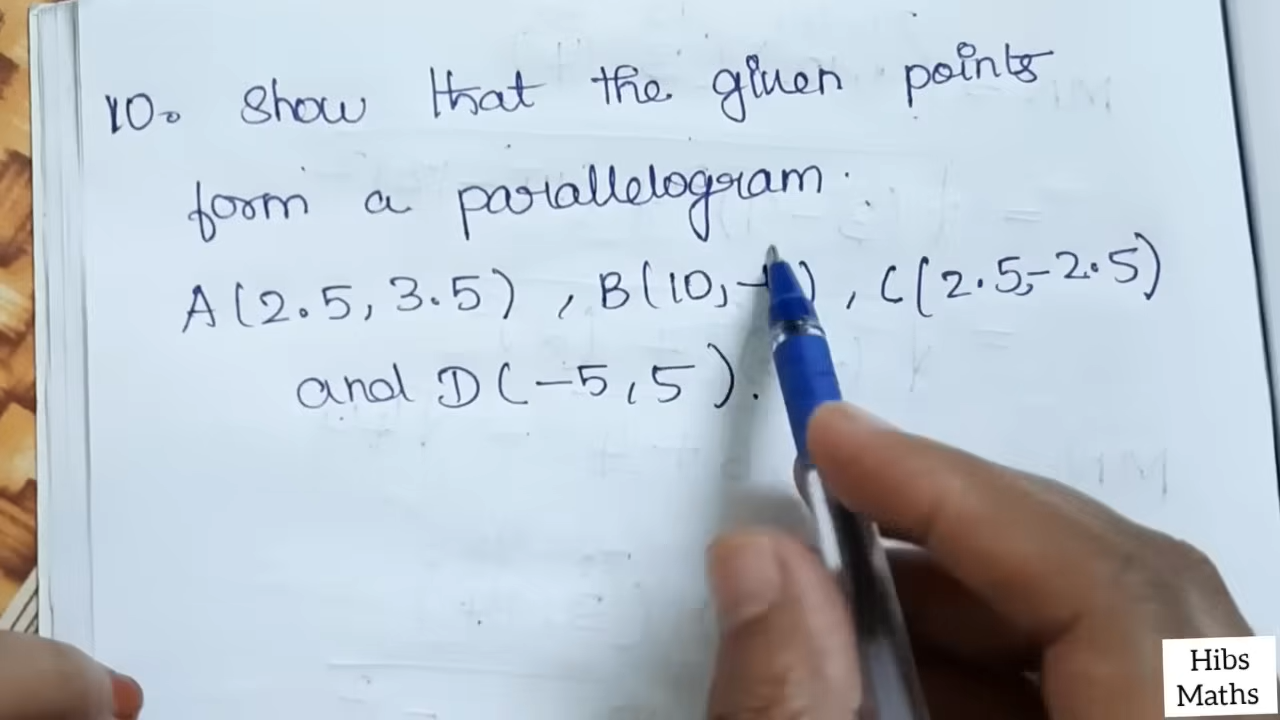 10. Show that the given points
form a parallelogram.
A(2.5, 3.5), B(10, - ), C(2.5, -2.5)
and D(-5, 5).
Hibs
Maths